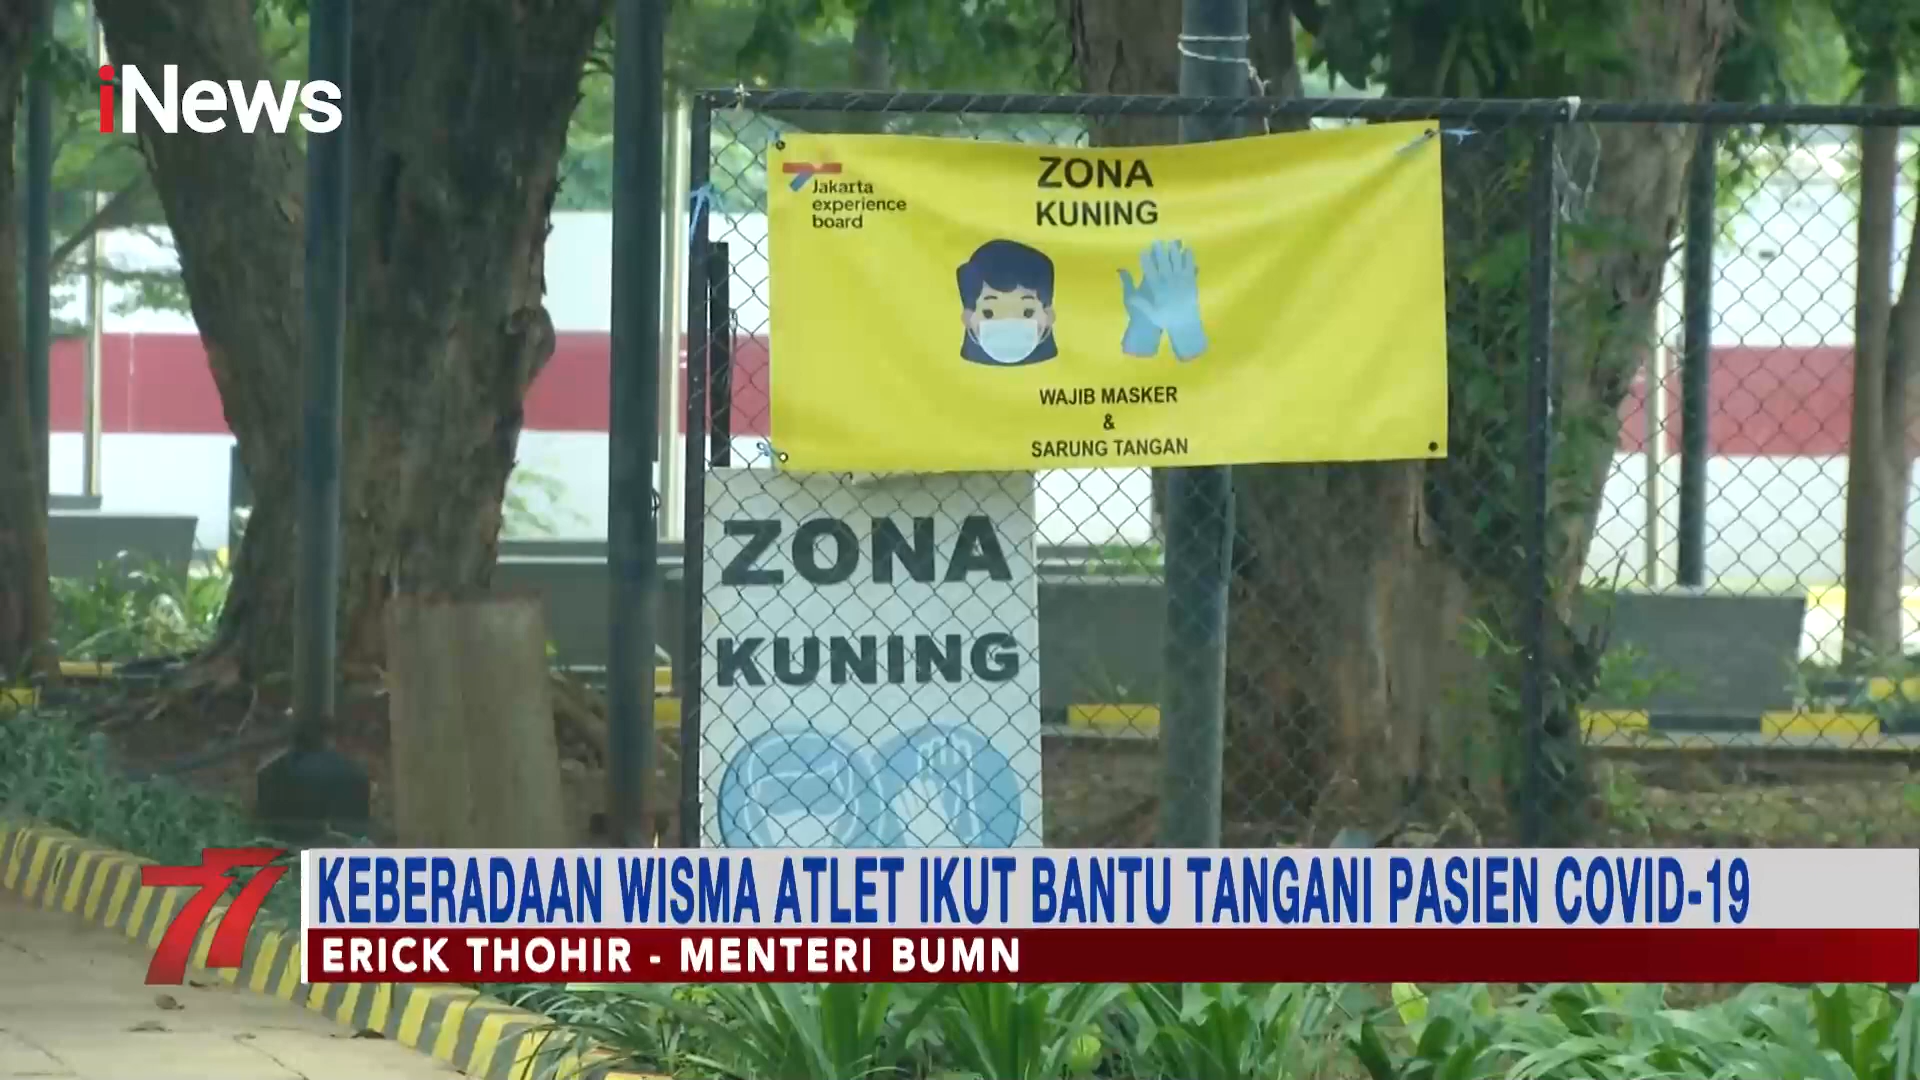 iNews
Jakarta
experience
board
ZONA
KUNING
WAJIB MASKER
&
SARUNG TANGAN
ZONA
KUNING
77
KEBERADAAN WISMA ATLET IKUT BANTU TANGANI PASIEN COVID-19
ERICK THOHIR - MENTERI BUMN